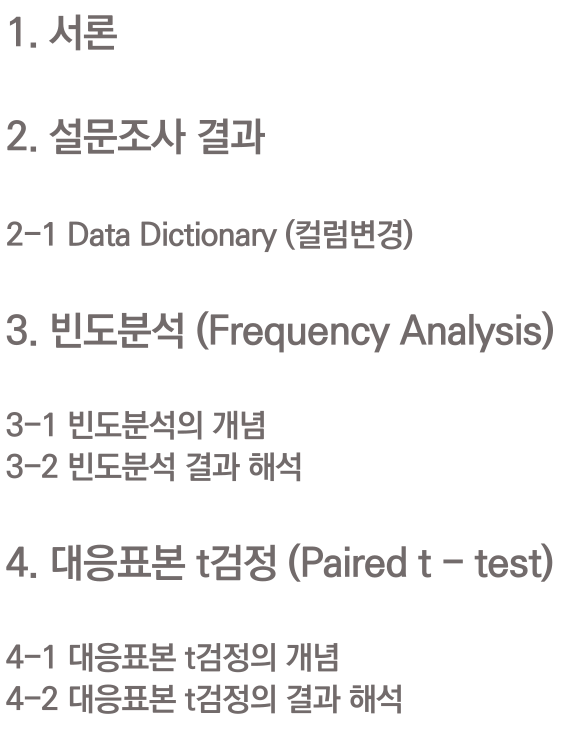 1. 서론
2. 설문조사 결과
2-1 Data Dictionary (컬럼변경)
3. 빈도분석 (Frequency Analysis)
3-1 빈도분석의 개념
3-2 빈도분석 결과 해석
4. 대응표본 t검정 (Paired t - test)
4-1 대응표본 t검정의 개념
4-2 대응표본 t검정의 결과 해석